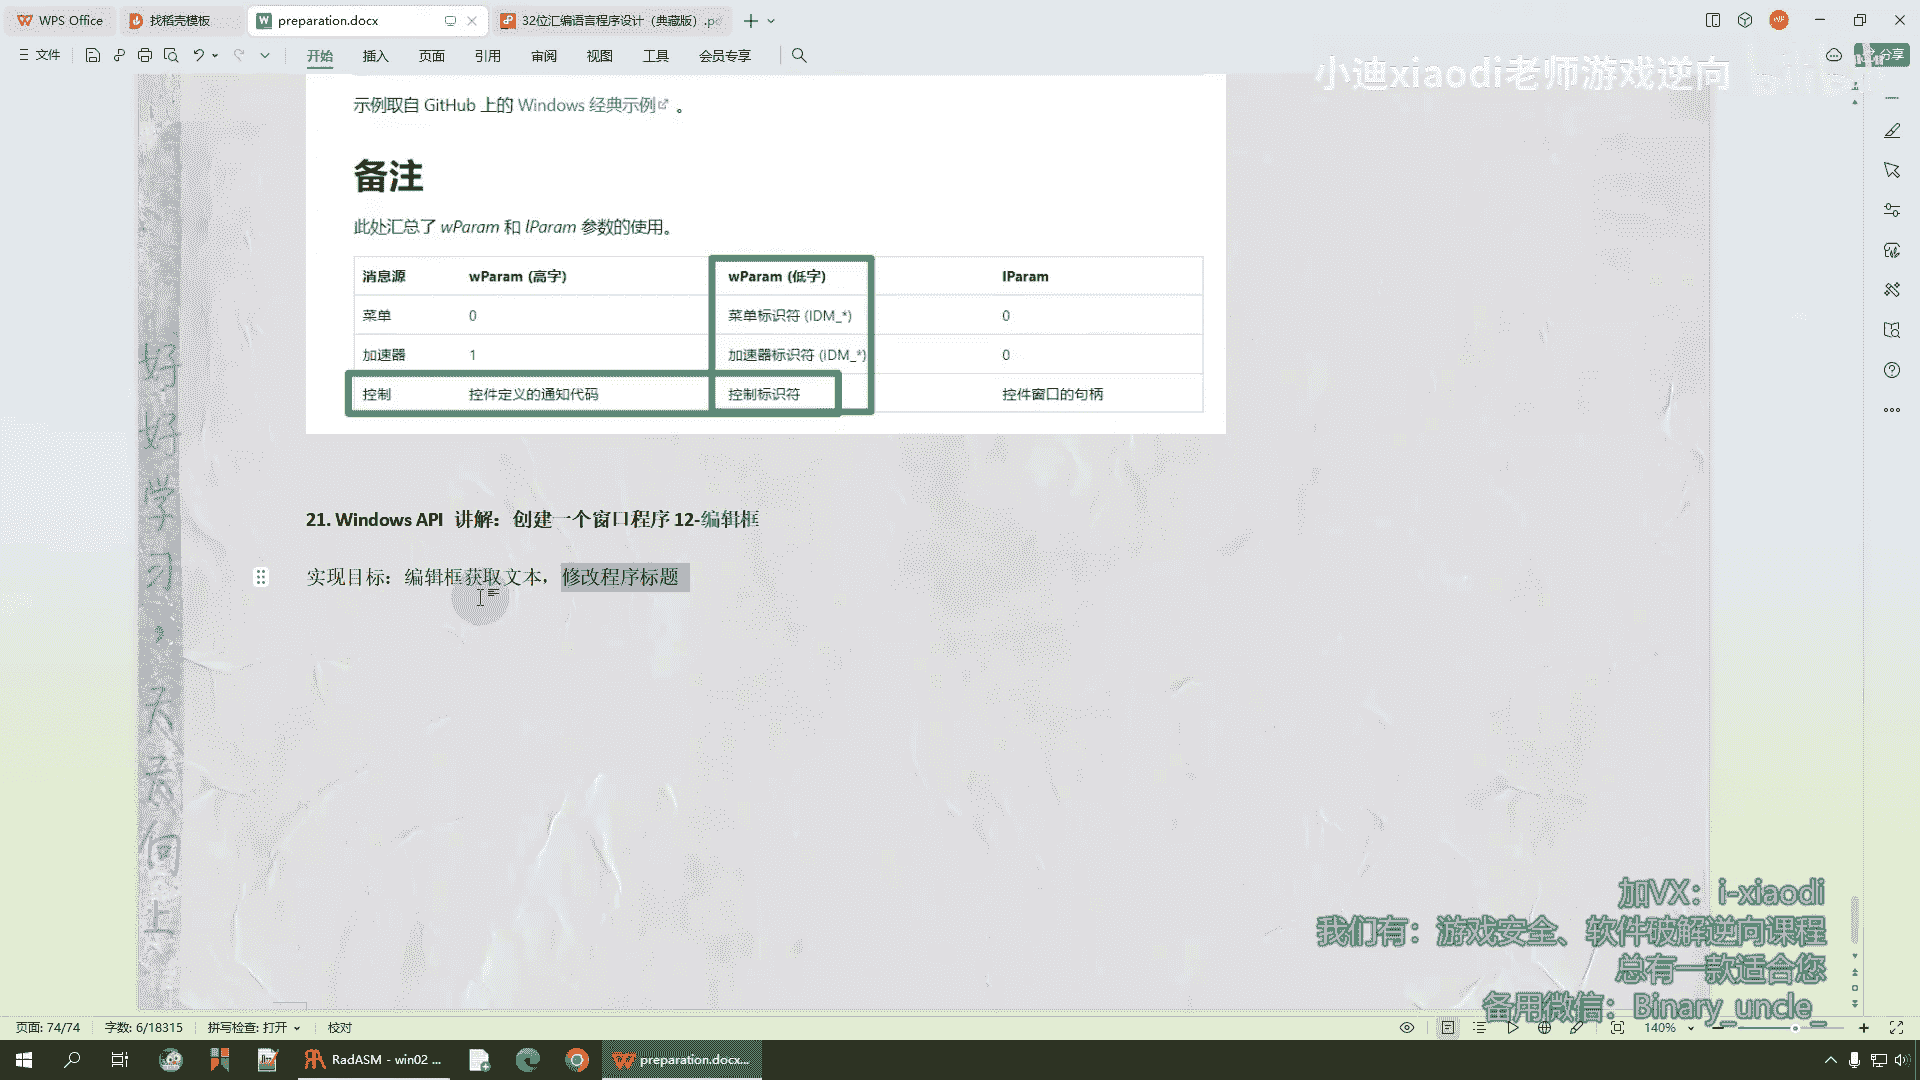 WPS Office 找稻壳模板 preparation.docx 32位汇编语言程序设计（典藏版）.pd
文件 开始 插入 页面 引用 审阅 视图 工具 会员专享 分享
小迪xiaodi老师游戏逆向 bilibili
示例取自 GitHub 上的 Windows 经典示例 。
备注
此处汇总了 wParam 和 lParam 参数的使用。
消息源 wParam (高字) wParam (低字) lParam
菜单 0 菜单标识符 (IDM_*) 0
加速器 1 加速器标识符 (IDM_*) 0
控制 控件定义的通知代码 控制标识符 控件窗口的句柄
21. Windows API 讲解：创建一个窗口程序 12-编辑框
实现目标：编辑框获取文本，修改程序标题
好好学习，天天向上
加VX：i-xiaodi
我们有：游戏安全、软件破解逆向课程
总有一款适合您
备用微信：Binary_uncle_
页面: 74/74 字数: 6/18315 拼写检查: 打开 校对 140%
RadASM - win02 ... preparation.docx...